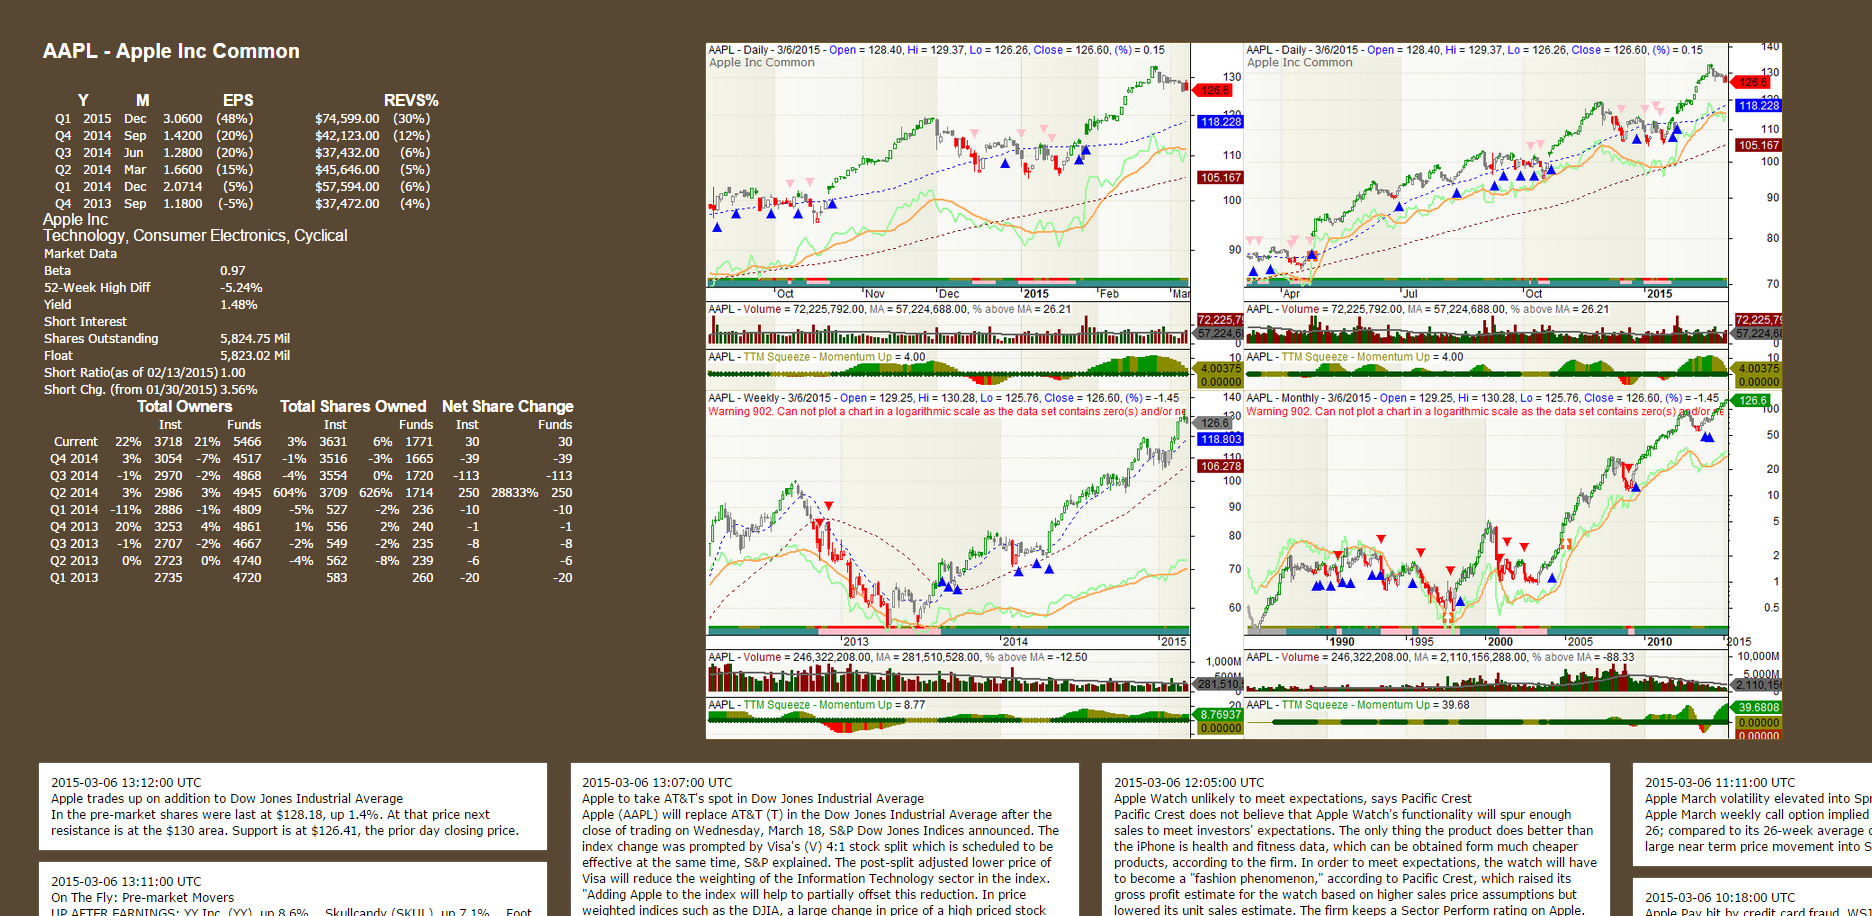 AAPL - Apple Inc Common
Y M EPS REVS%
Q1 2015 Dec 3.0600 (48%) $74,599.00 (30%)
Q4 2014 Sep 1.4200 (20%) $42,123.00 (12%)
Q3 2014 Jun 1.2800 (20%) $37,432.00 (6%)
Q2 2014 Mar 1.6600 (15%) $45,646.00 (5%)
Q1 2014 Dec 2.0714 (5%) $57,594.00 (6%)
Q4 2013 Sep 1.1800 (-5%) $37,472.00 (4%)
Apple Inc
Technology, Consumer Electronics, Cyclical
Market Data
Beta 0.97
52-Week High Diff -5.24%
Yield 1.48%
Short Interest
Shares Outstanding 5,824.75 Mil
Float 5,823.02 Mil
Short Ratio(as of 02/13/2015) 1.00
Short Chg. (from 01/30/2015) 3.56%
Total Owners Total Shares Owned Net Share Change
Inst Funds Inst Funds Inst Funds
Current 22% 3718 21% 5466 3% 3631 6% 1771 30 30
Q4 2014 3% 3054 -7% 4517 -1% 3516 -3% 1665 -39 -39
Q3 2014 -1% 2970 -2% 4868 -4% 3554 0% 1720 -113 -113
Q2 2014 3% 2986 3% 4945 604% 3709 626% 1714 250 28833% 250
Q1 2014 -11% 2886 -1% 4809 -5% 527 -2% 236 -10 -10
Q4 2013 20% 3253 4% 4861 1% 556 2% 240 -1 -1
Q3 2013 -1% 2707 -2% 4667 -2% 549 -2% 235 -8 -8
Q2 2013 0% 2723 0% 4740 -4% 562 -8% 239 -6 -6
Q1 2013 2735 4720 583 260 -20 -20
AAPL - Daily - 3/6/2015 - Open = 128.40, Hi = 129.37, Lo = 126.26, Close = 126.60, (%) = 0.15
Apple Inc Common
130
126.6
118.228
110
105.167
90
Oct Nov Dec 2015 Feb Mar
AAPL - Volume = 72,225,792.00, MA = 57,224,688.00, % above MA = 26.21
72,225,79
57,224,68
0
AAPL - TTM Squeeze - Momentum Up = 4.00
10
4.00375
0.00000
AAPL - Daily - 3/6/2015 - Open = 128.40, Hi = 129.37, Lo = 126.26, Close = 126.60, (%) = 0.15
Apple Inc Common
140
130
126.6
118.228
110
105.167
100
90
80
70
Apr Jul Oct 2015
AAPL - Volume = 72,225,792.00, MA = 57,224,688.00, % above MA = 26.21
72,225,79
57,224,68
0
AAPL - TTM Squeeze - Momentum Up = 4.00
10
4.00375
0.00000
AAPL - Weekly - 3/6/2015 - Open = 129.25, Hi = 130.28, Lo = 125.76, Close = 126.60, (%) = -1.45
Warning 902. Can not plot a chart in a logarithmic scale as the data set contains zero(s) and/or ne
140
130
126.6
118.803
110
106.278
100
90
80
70
60
2013 2014 2015
AAPL - Volume = 246,322,208.00, MA = 281,510,528.00, % above MA = -12.50
1,000M
281,510,
0
AAPL - TTM Squeeze - Momentum Up = 8.77
20
8.76937
0.00000
AAPL - Monthly - 3/6/2015 - Open = 129.25, Hi = 130.28, Lo = 125.76, Close = 126.60, (%) = -1.45
Warning 902. Can not plot a chart in a logarithmic scale as the data set contains zero(s) and/or ne
126.6
100
50
20
10
5
2
1
0.5
1990 1995 2000 2005 2010 2015
AAPL - Volume = 246,322,208.00, MA = 2,110,156,288.00, % above MA = -88.33
10,000M
5,000M
2,110,156
AAPL - TTM Squeeze - Momentum Up = 39.68
39.6808
0.00000
0.00000
2015-03-06 13:12:00 UTC
Apple trades up on addition to Dow Jones Industrial Average
In the pre-market shares were last at $128.18, up 1.4%. At that price next
resistance is at the $130 area. Support is at $126.41, the prior day closing price.
2015-03-06 13:11:00 UTC
On The Fly: Pre-market Movers
UP AFTER EARNINGS: YY Inc. (YY), up 8.6%... Skullcandy (SKUL), up 7.1%... Foot
2015-03-06 13:07:00 UTC
Apple to take AT&T's spot in Dow Jones Industrial Average
Apple (AAPL) will replace AT&T (T) in the Dow Jones Industrial Average after the
close of trading on Wednesday, March 18, S&P Dow Jones Indices announced. The
index change was prompted by Visa's (V) 4:1 stock split which is scheduled to be
effective at the same time, S&P explained. The post-split adjusted lower price of
Visa will reduce the weighting of the Information Technology sector in the index.
"Adding Apple to the index will help to partially offset this reduction. In price
weighted indices such as the DJIA, a large change in price of a high priced stock
2015-03-06 12:05:00 UTC
Apple Watch unlikely to meet expectations, says Pacific Crest
Pacific Crest does not believe that Apple Watch's functionality will spur enough
sales to meet investors' expectations. The only thing the product does better than
the iPhone is health and fitness data, which can be obtained form much cheaper
products, according to the firm. In order to meet expectations, the watch will have
to become a "fashion phenomenon," according to Pacific Crest, which raised its
gross profit estimate for the watch based on higher sales price assumptions but
lowered its unit sales estimate. The firm keeps a Sector Perform rating on Apple.
2015-03-06 11:11:00 UTC
Apple March volatility elevated into Spr
Apple March weekly call option implied
26; compared to its 26-week average o
large near term price movement into S
2015-03-06 10:18:00 UTC
Apple Pay hit by credit card fraud, WS